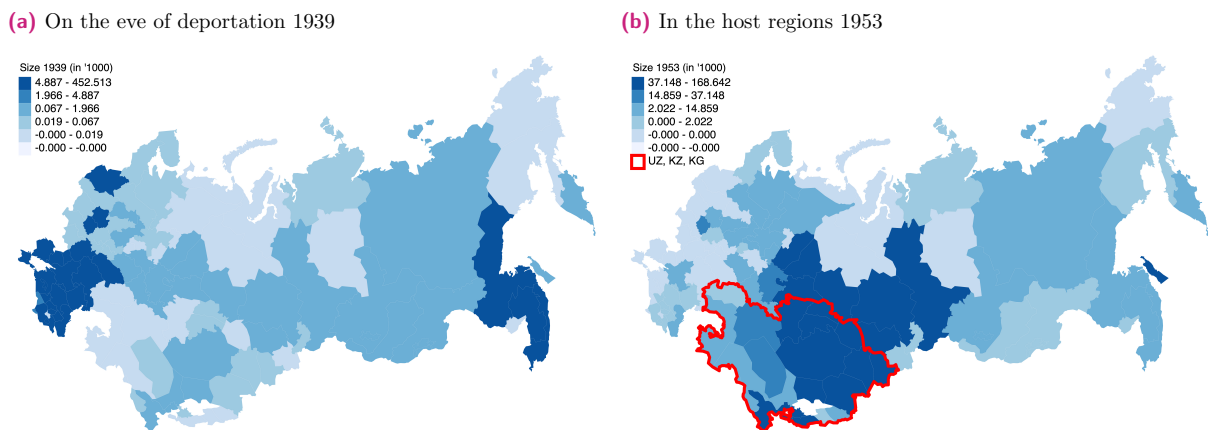 (a) On the eve of deportation 1939
Size 1939 (in '1000)
4.887 - 452.513
1.966 - 4.887
0.067 - 1.966
0.019 - 0.067
-0.000 - 0.019
-0.000 - -0.000
(b) In the host regions 1953
Size 1953 (in '1000)
37.148 - 168.642
14.859 - 37.148
2.022 - 14.859
0.000 - 2.022
-0.000 - 0.000
-0.000 - -0.000
UZ, KZ, KG